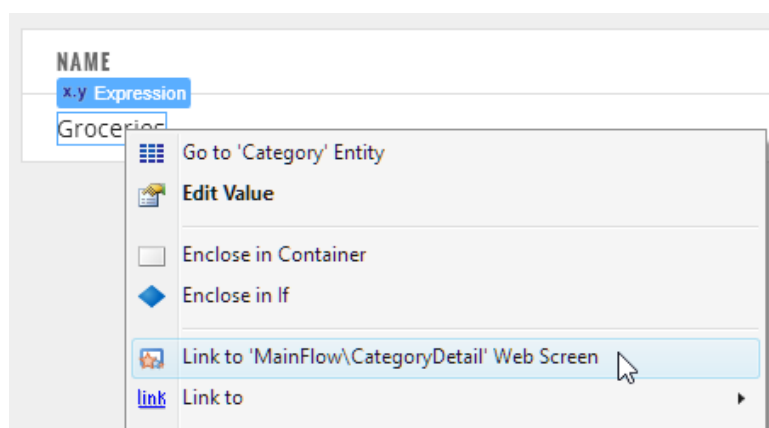 NAME
x.y Expression
Groceries
Go to 'Category' Entity
Edit Value
Enclose in Container
Enclose in If
Link to 'MainFlow\CategoryDetail' Web Screen
link Link to